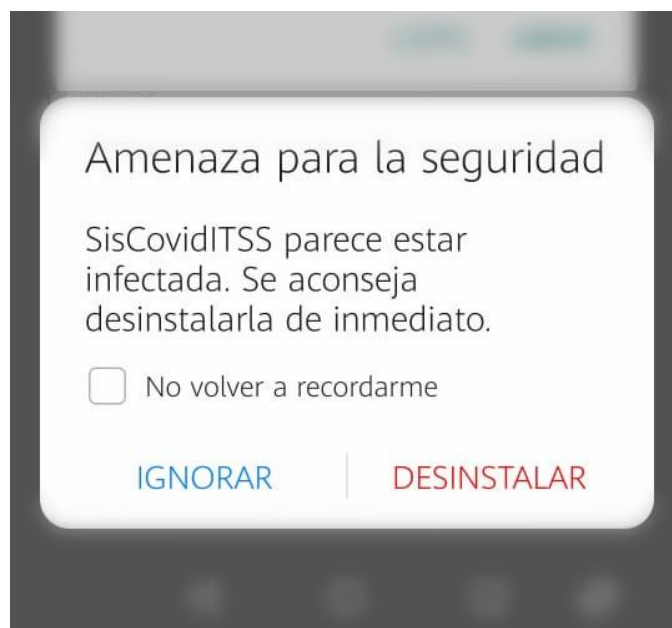 Amenaza para la seguridad
SisCovidITSS parece estar
infectada. Se aconseja
desinstalarla de inmediato.
No volver a recordarme
IGNORAR
DESINSTALAR